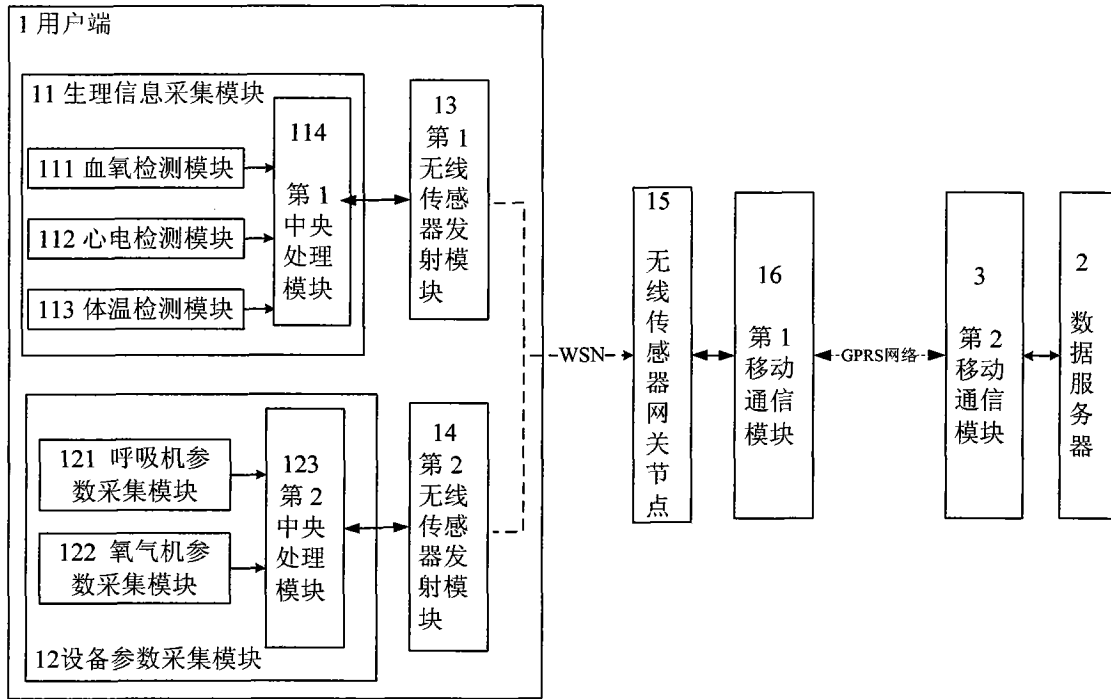 1 用户端
11 生理信息采集模块
111 血氧检测模块
112 心电检测模块
113 体温检测模块
114
第 1
中央
处理
模块
13
第 1
无线
传感
器发
射模
块
121 呼吸机参
数采集模块
122 氧气机参
数采集模块
123
第 2
中央
处理
模块
12设备参数采集模块
14
第 2
无线
传感
器发
射模
块
WSN
15
无
线
传
感
器
网
关
节
点
16
第 1
移动
通信
模块
GPRS网络
3
第 2
移动
通信
模块
2
数
据
服
务
器